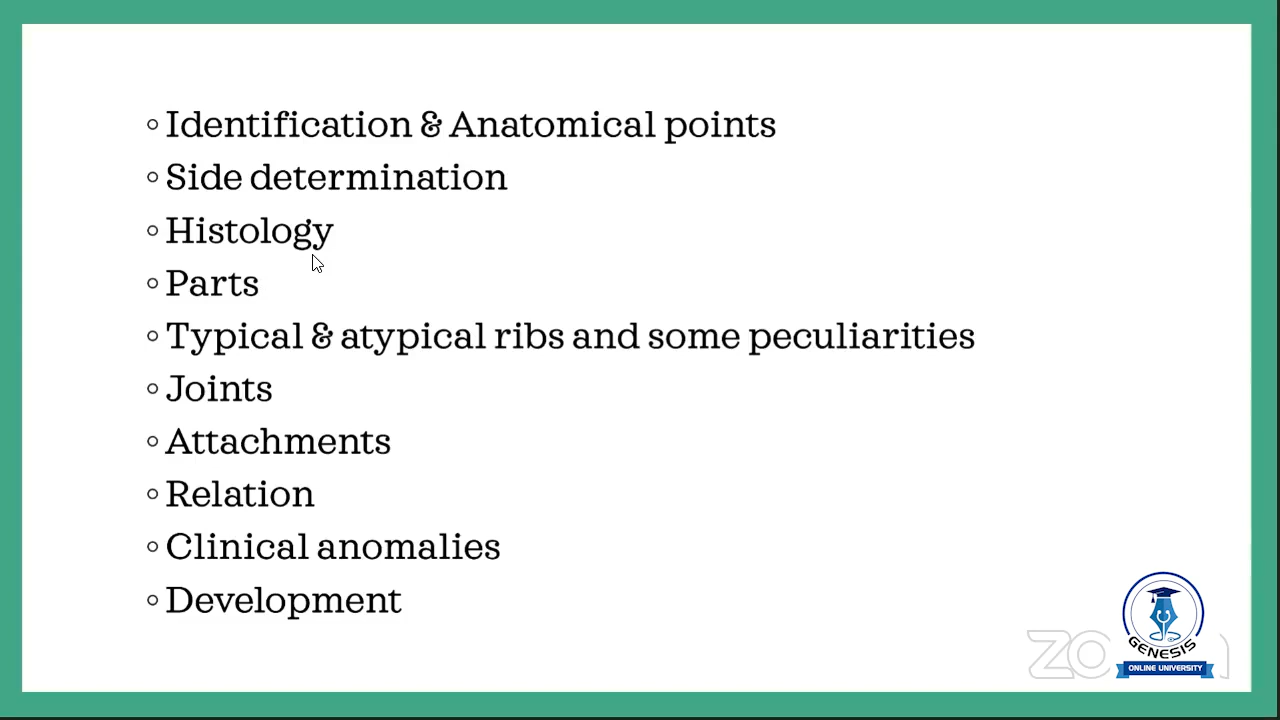 ◦ Identification & Anatomical points
◦ Side determination
◦ Histology
◦ Parts
◦ Typical & atypical ribs and some peculiarities
◦ Joints
◦ Attachments
◦ Relation
◦ Clinical anomalies
◦ Development
GENESIS
ONLINE UNIVERSITY